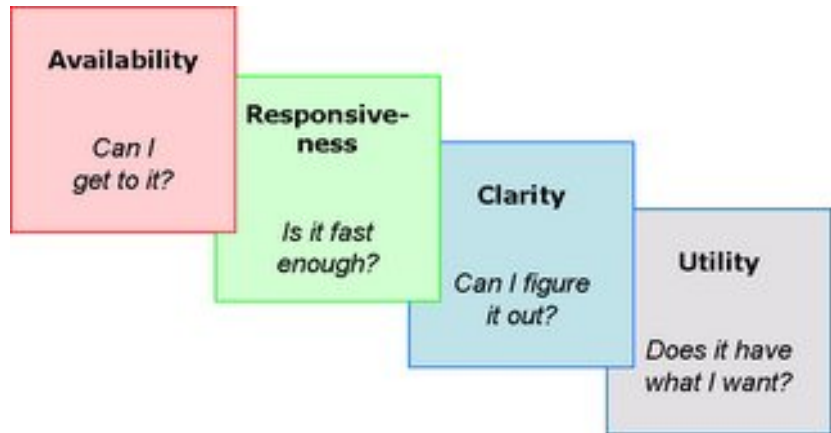 Availability
Can I
get to it?
Responsive-
ness
Is it fast
enough?
Clarity
Can I figure
it out?
Utility
Does it have
what I want?